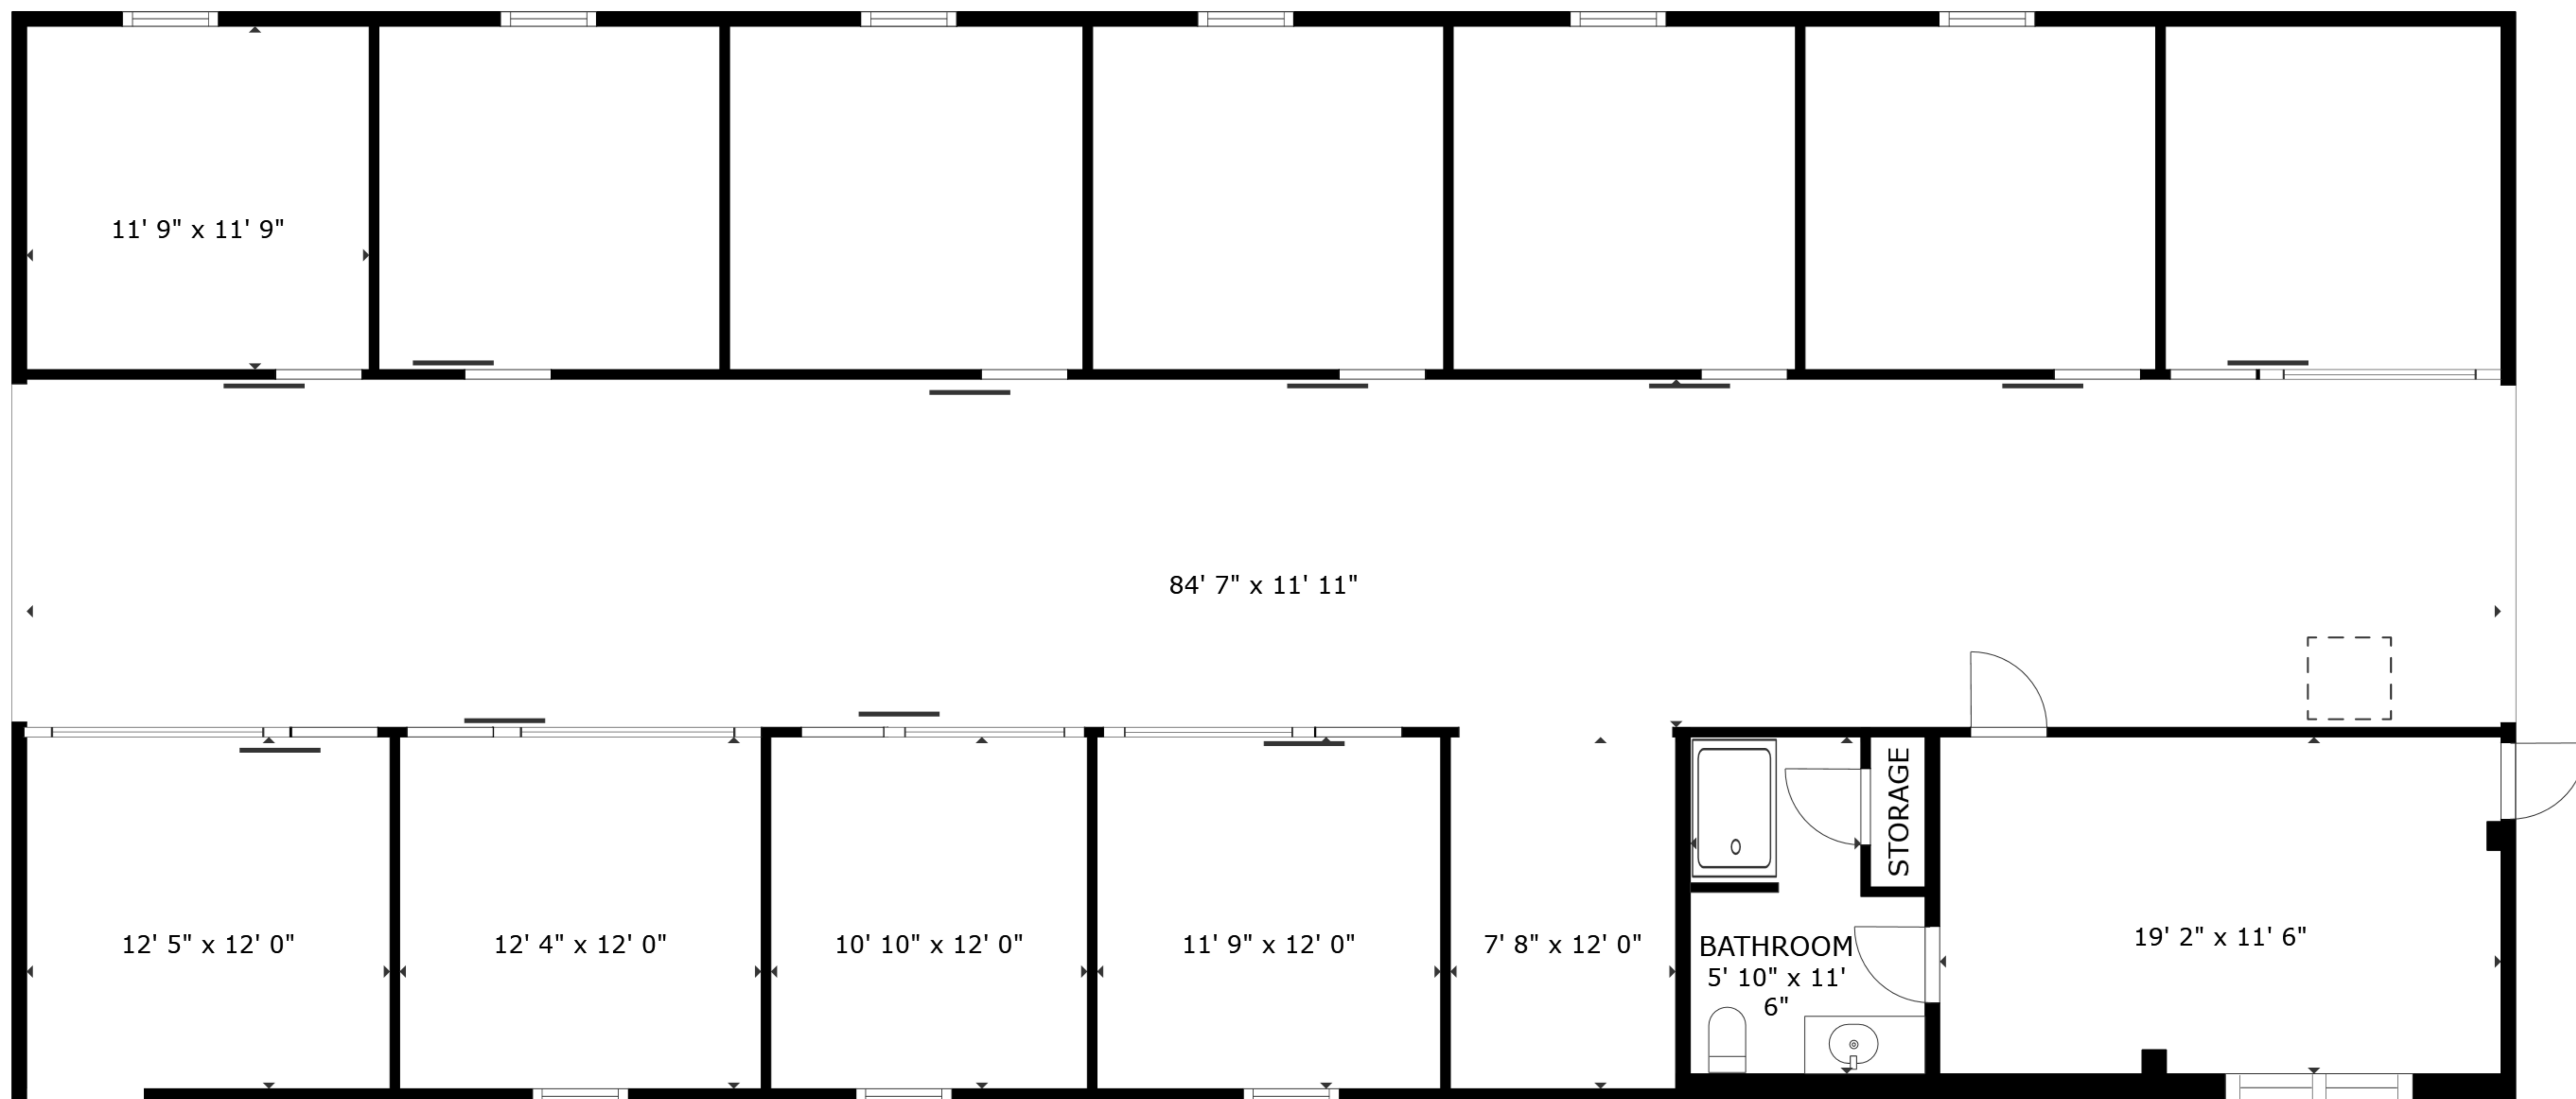 11' 9" x 11' 9"
84' 7" x 11' 11"
12' 5" x 12' 0"
12' 4" x 12' 0"
10' 10" x 12' 0"
11' 9" x 12' 0"
7' 8" x 12' 0"
BATHROOM
5' 10" x 11'
6"
STORAGE
19' 2" x 11' 6"